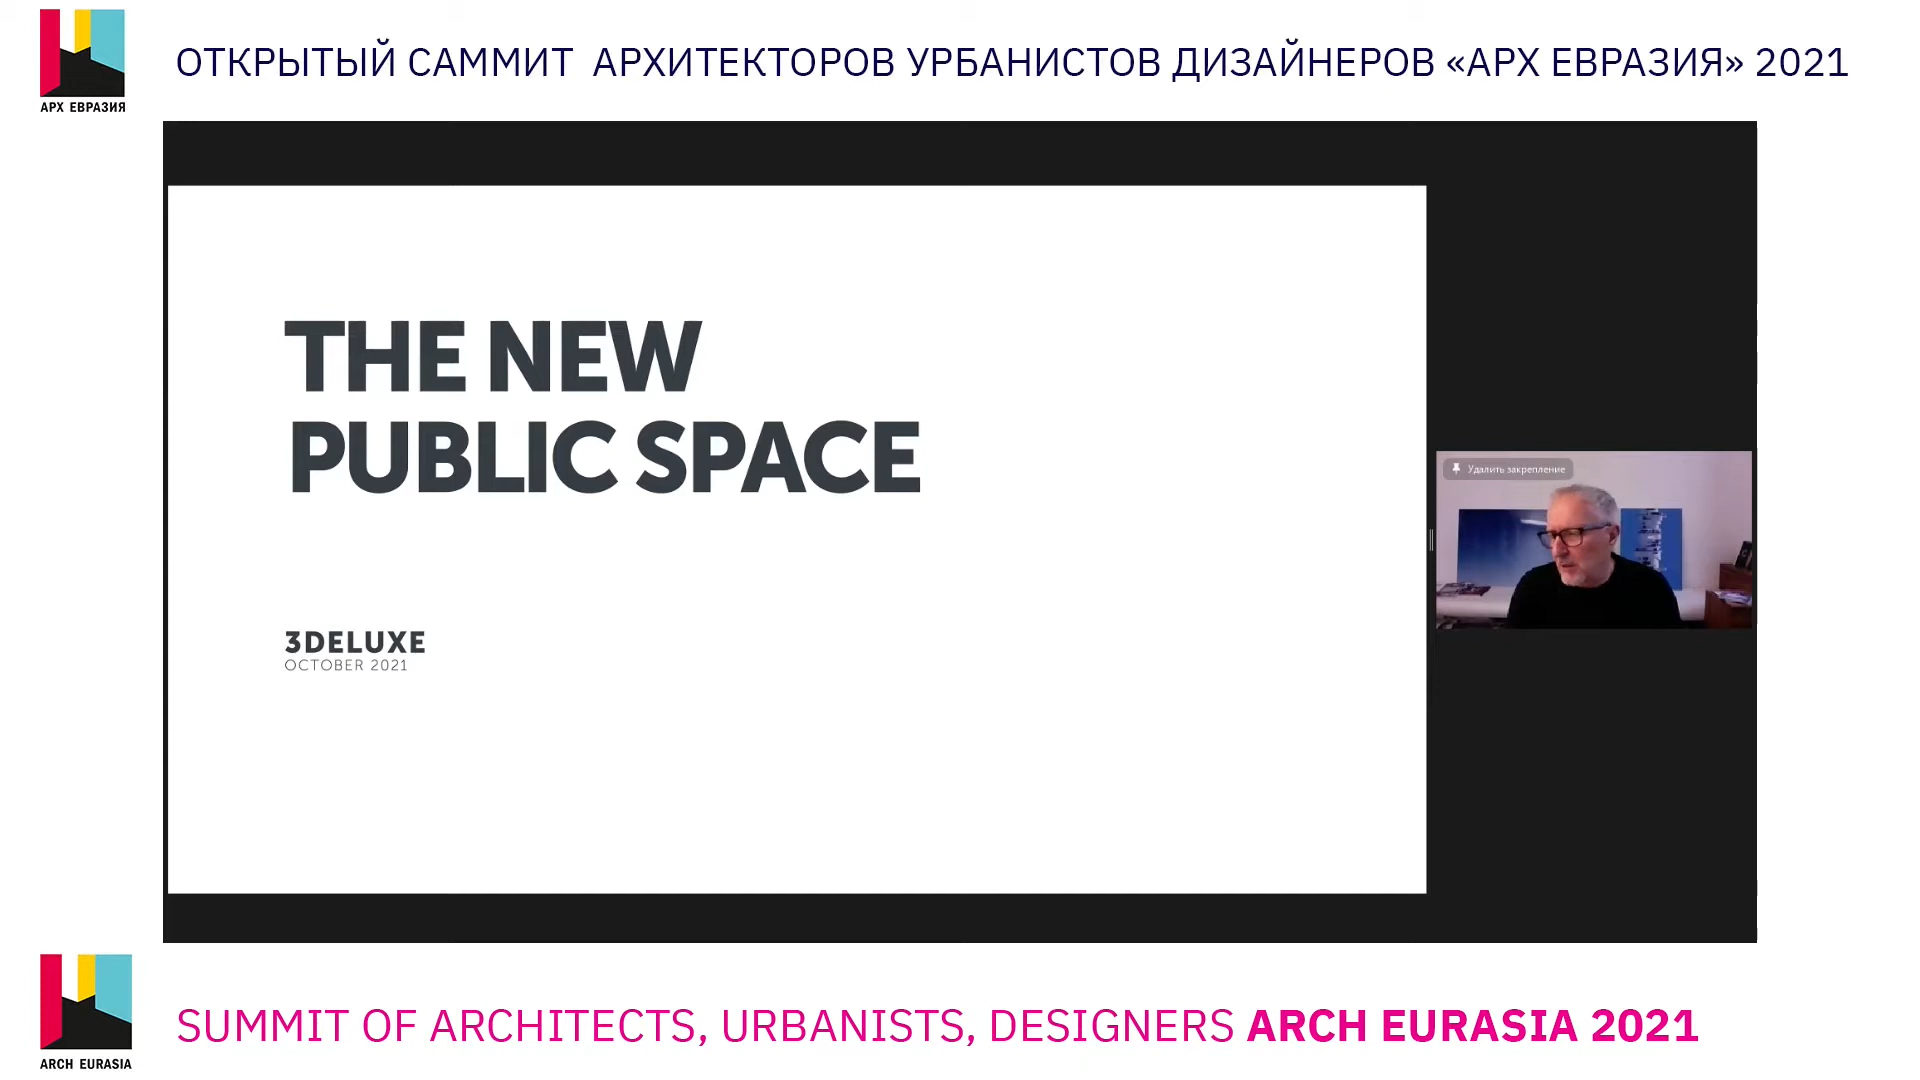 АРХ ЕВРАЗИЯ
ОТКРЫТЫЙ САММИТ АРХИТЕКТОРОВ УРБАНИСТОВ ДИЗАЙНЕРОВ «АРХ ЕВРАЗИЯ» 2021
THE NEW
PUBLIC SPACE
3DELUXE
OCTOBER 2021
Удалить закрепление
ARCH EURASIA
SUMMIT OF ARCHITECTS, URBANISTS, DESIGNERS ARCH EURASIA 2021